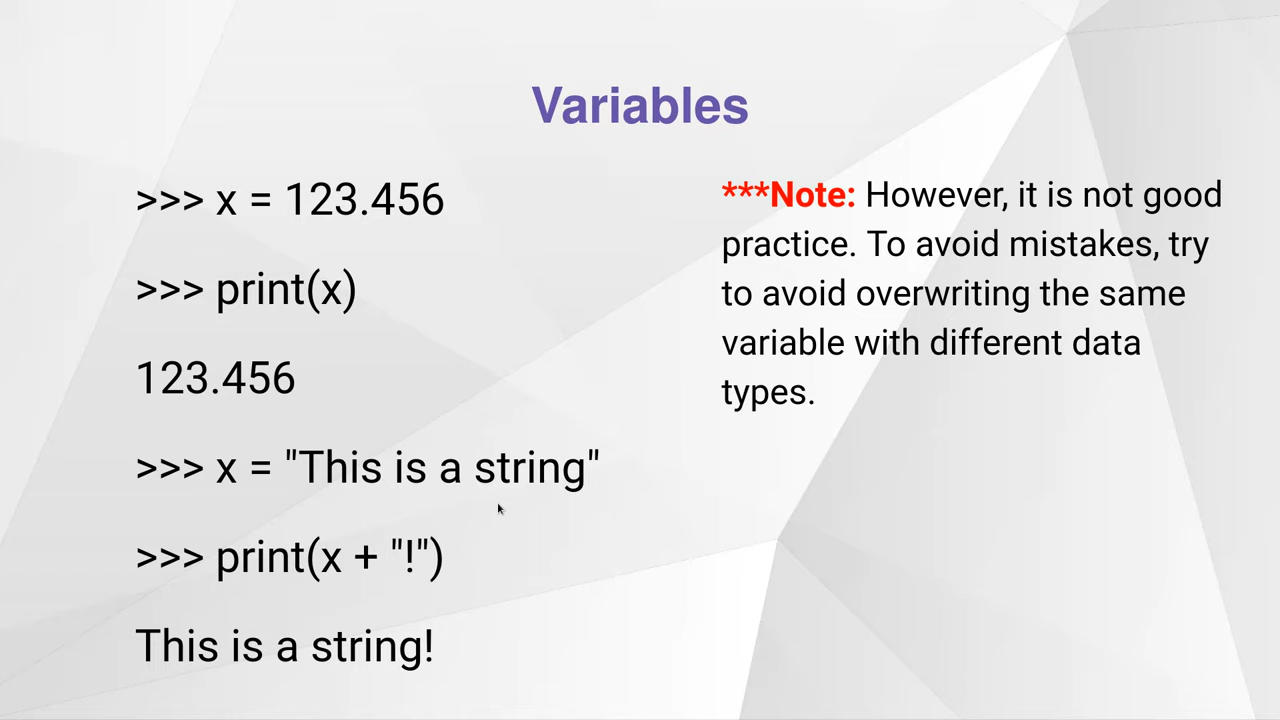 Variables
>>> x = 123.456
>>> print(x)
123.456
>>> x = "This is a string"
>>> print(x + "!")
This is a string!
***Note: However, it is not good
practice. To avoid mistakes, try
to avoid overwriting the same
variable with different data
types.